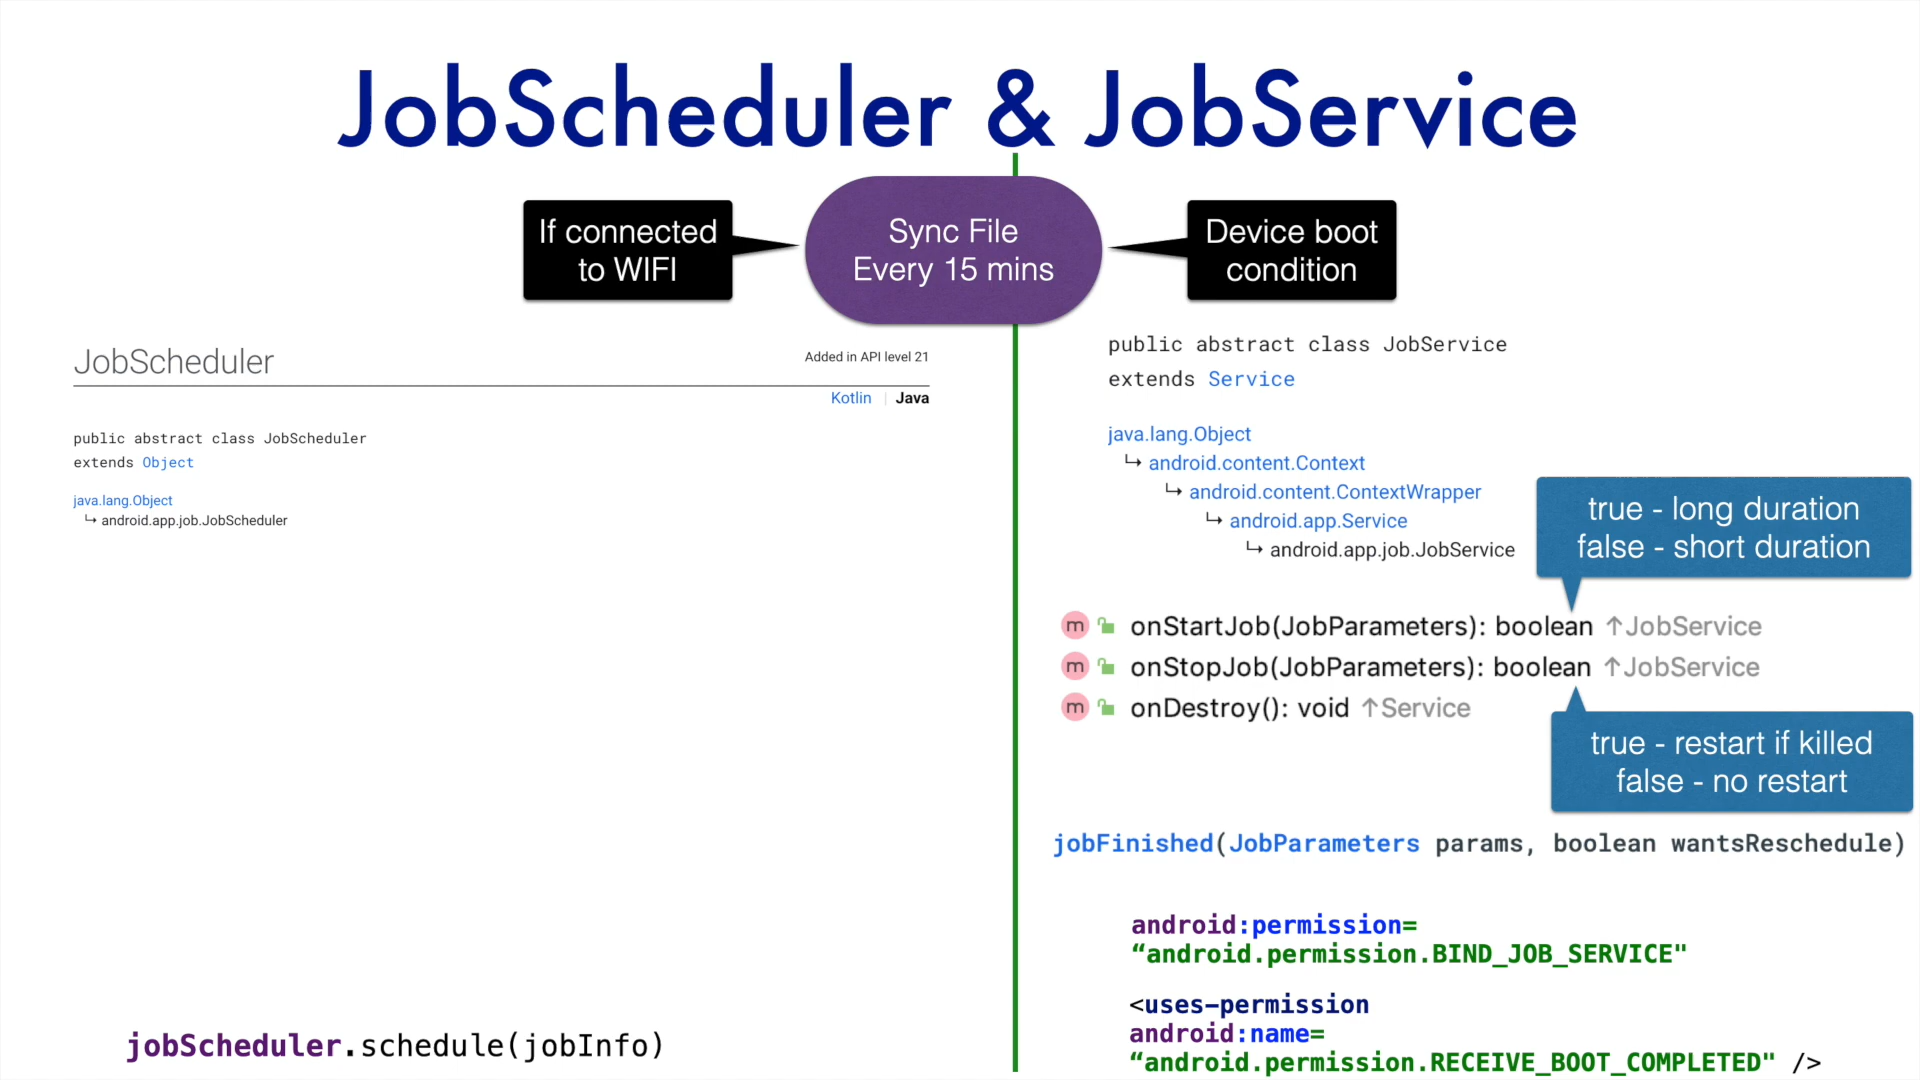 JobScheduler & JobService
If connected
to WIFI
Sync File
Every 15 mins
Device boot
condition
JobScheduler
Added in API level 21
Kotlin | Java
public abstract class JobScheduler
extends Object
java.lang.Object
↳ android.app.job.JobScheduler
jobScheduler.schedule(jobInfo)
public abstract class JobService
extends Service
java.lang.Object
↳ android.content.Context
↳ android.content.ContextWrapper
↳ android.app.Service
↳ android.app.job.JobService
true - long duration
false - short duration
m onStartJob(JobParameters): boolean ↑JobService
m onStopJob(JobParameters): boolean ↑JobService
m onDestroy(): void ↑Service
true - restart if killed
false - no restart
jobFinished(JobParameters params, boolean wantsReschedule)
android:permission=
“android.permission.BIND_JOB_SERVICE"
<uses-permission
android:name=
“android.permission.RECEIVE_BOOT_COMPLETED" />